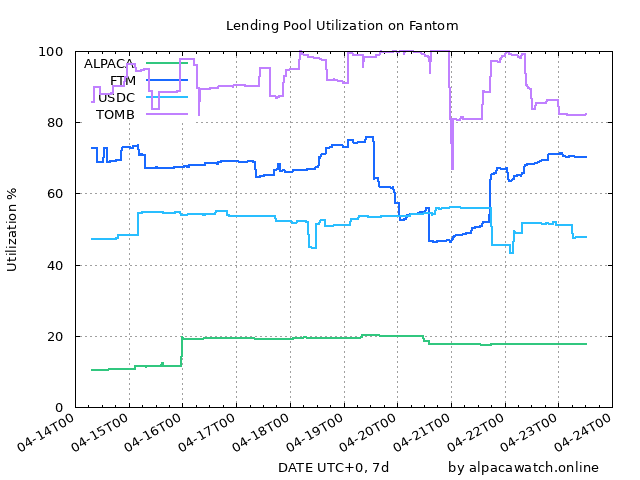 Lending Pool Utilization on Fantom
100
80
60
40
20
0
Utilization %
ALPACA
FTM
USDC
TOMB
04-14T00
04-15T00
04-16T00
04-17T00
04-18T00
04-19T00
04-20T00
04-21T00
04-22T00
04-23T00
04-24T00
DATE UTC+0, 7d
by alpacawatch.online